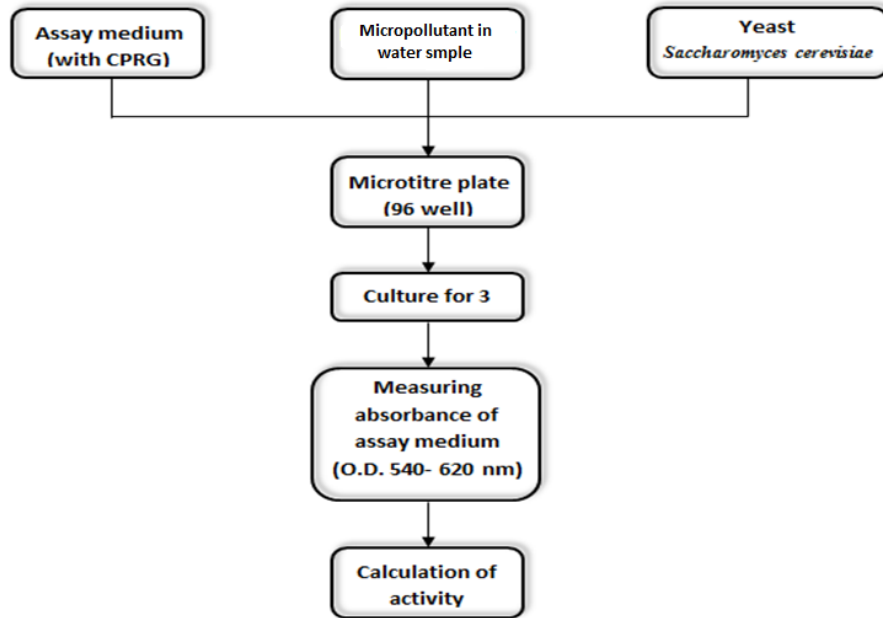 Assay medium
(with CPRG)
Micropollutant in
water smple
Yeast
Saccharomyces cerevisiae
Microtitre plate
(96 well)
Culture for 3
Measuring
absorbance of
assay medium
(O.D. 540- 620 nm)
Calculation of
activity